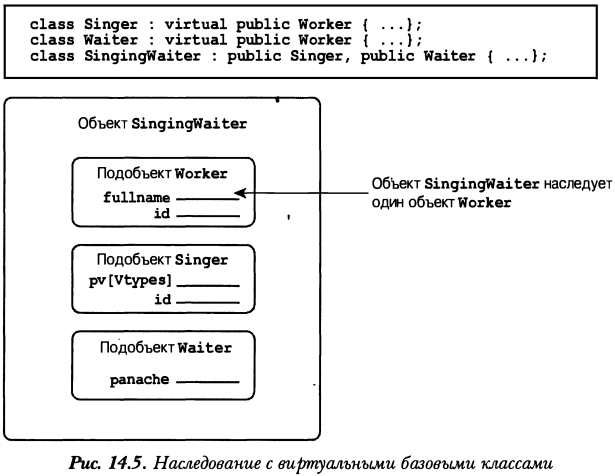 class Singer : virtual public Worker { ...};
class Waiter : virtual public Worker { ...};
class SingingWaiter : public Singer, public Waiter { ...};
Объект SingingWaiter
Подобъект Worker
fullname
id
Объект SingingWaiter наследует
один объект Worker
Подобъект Singer
pv[Vtypes]
id
Подобъект Waiter
panache
Рис. 14.5. Наследование с виртуальными базовыми классами